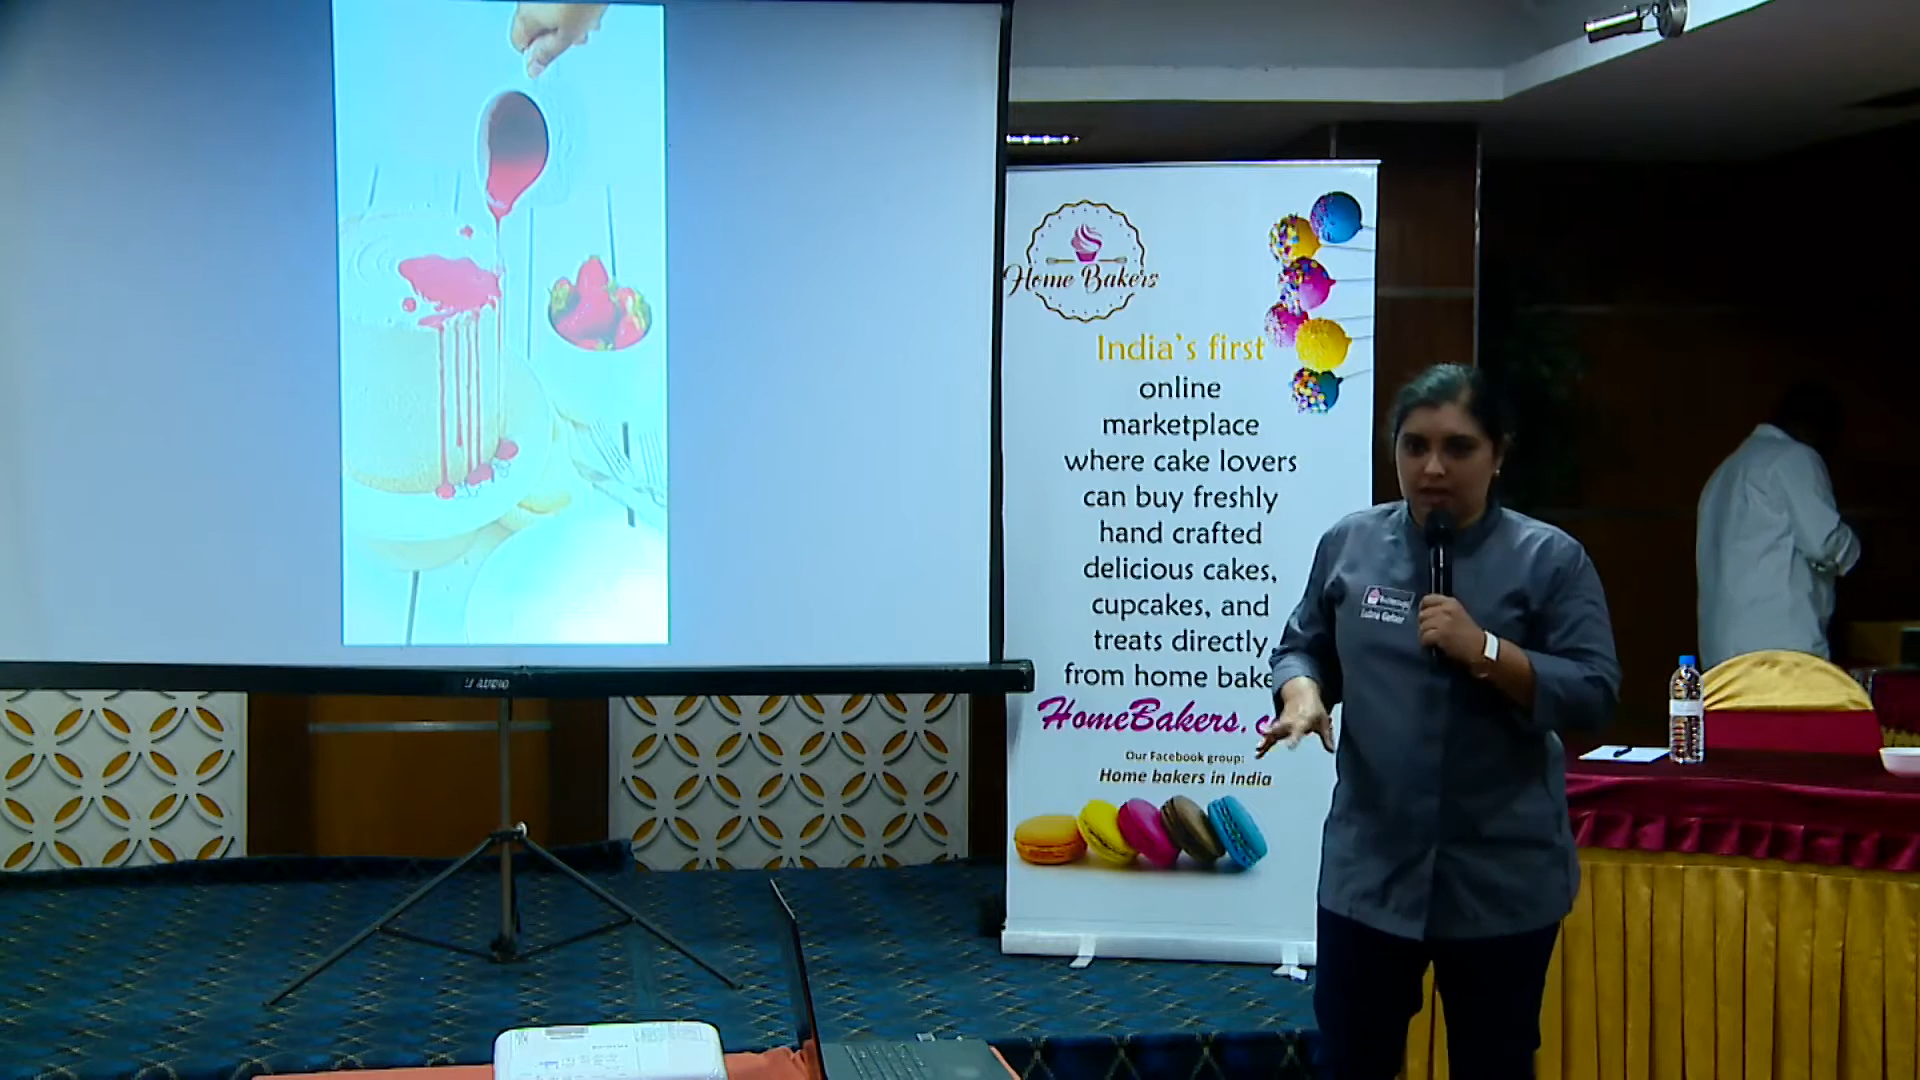 Home Bakers
India's first
online
marketplace
where cake lovers
can buy freshly
hand crafted
delicious cakes,
cupcakes, and
treats directly
from home bake
HomeBakers.c
Our Facebook group:
Home bakers in India
AUDIO